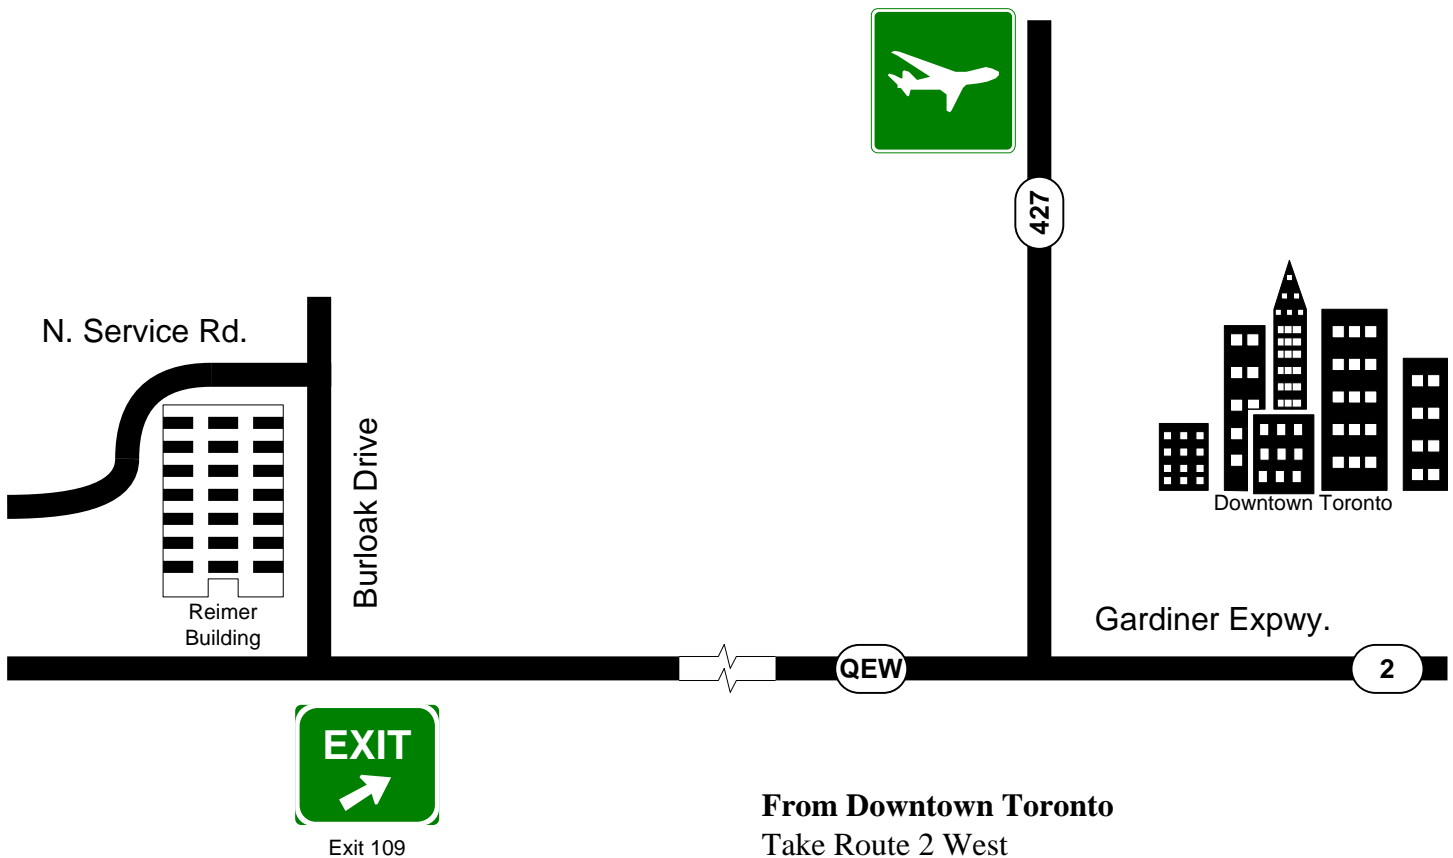 427
N. Service Rd.
Burloak Drive
Downtown Toronto
Reimer
Building
Gardiner Expwy.
QEW
2
EXIT
Exit 109
From Downtown Toronto
Take Route 2 West